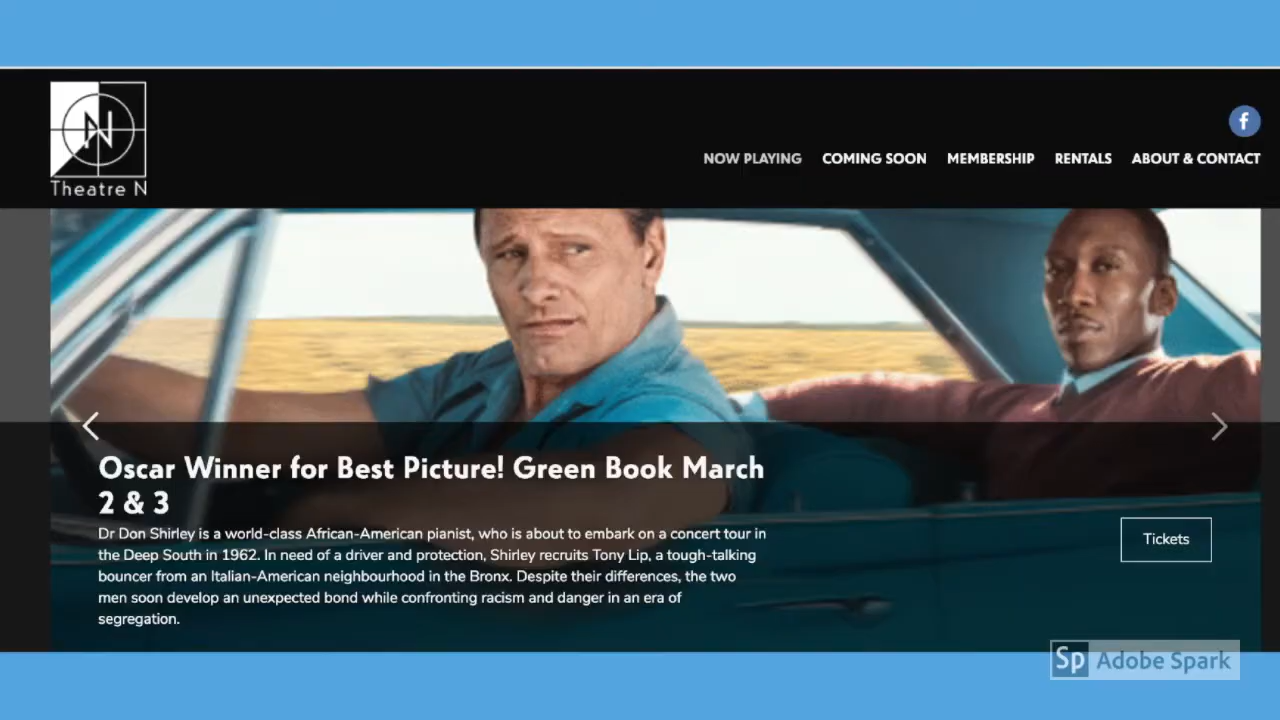 N
Theatre N
f
NOW PLAYING COMING SOON MEMBERSHIP RENTALS ABOUT & CONTACT
Oscar Winner for Best Picture! Green Book March
2 & 3
Dr Don Shirley is a world-class African-American pianist, who is about to embark on a concert tour in
the Deep South in 1962. In need of a driver and protection, Shirley recruits Tony Lip, a tough-talking
bouncer from an Italian-American neighbourhood in the Bronx. Despite their differences, the two
men soon develop an unexpected bond while confronting racism and danger in an era of
segregation.
Tickets
Sp Adobe Spark